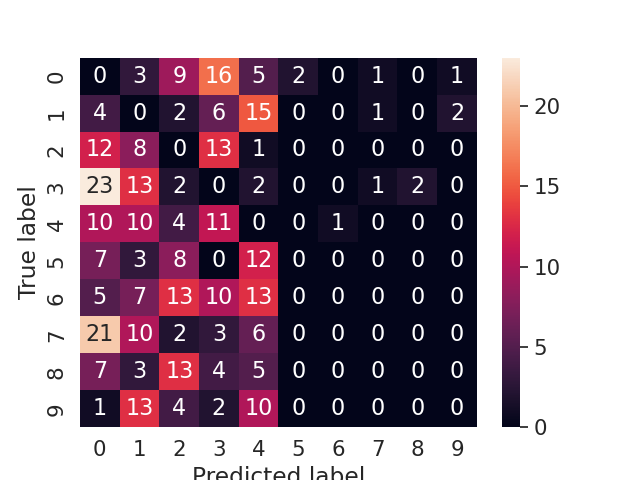 0 0 3 9 16 5 2 0 1 0 1
1 4 0 2 6 15 0 0 1 0 2
2 12 8 0 13 1 0 0 0 0 0
3 23 13 2 0 2 0 0 1 2 0
4 10 10 4 11 0 0 1 0 0 0
5 7 3 8 0 12 0 0 0 0 0
6 5 7 13 10 13 0 0 0 0 0
7 21 10 2 3 6 0 0 0 0 0
8 7 3 13 4 5 0 0 0 0 0
9 1 13 4 2 10 0 0 0 0 0
0 1 2 3 4 5 6 7 8 9
True label
Predicted label
20
15
10
5
0